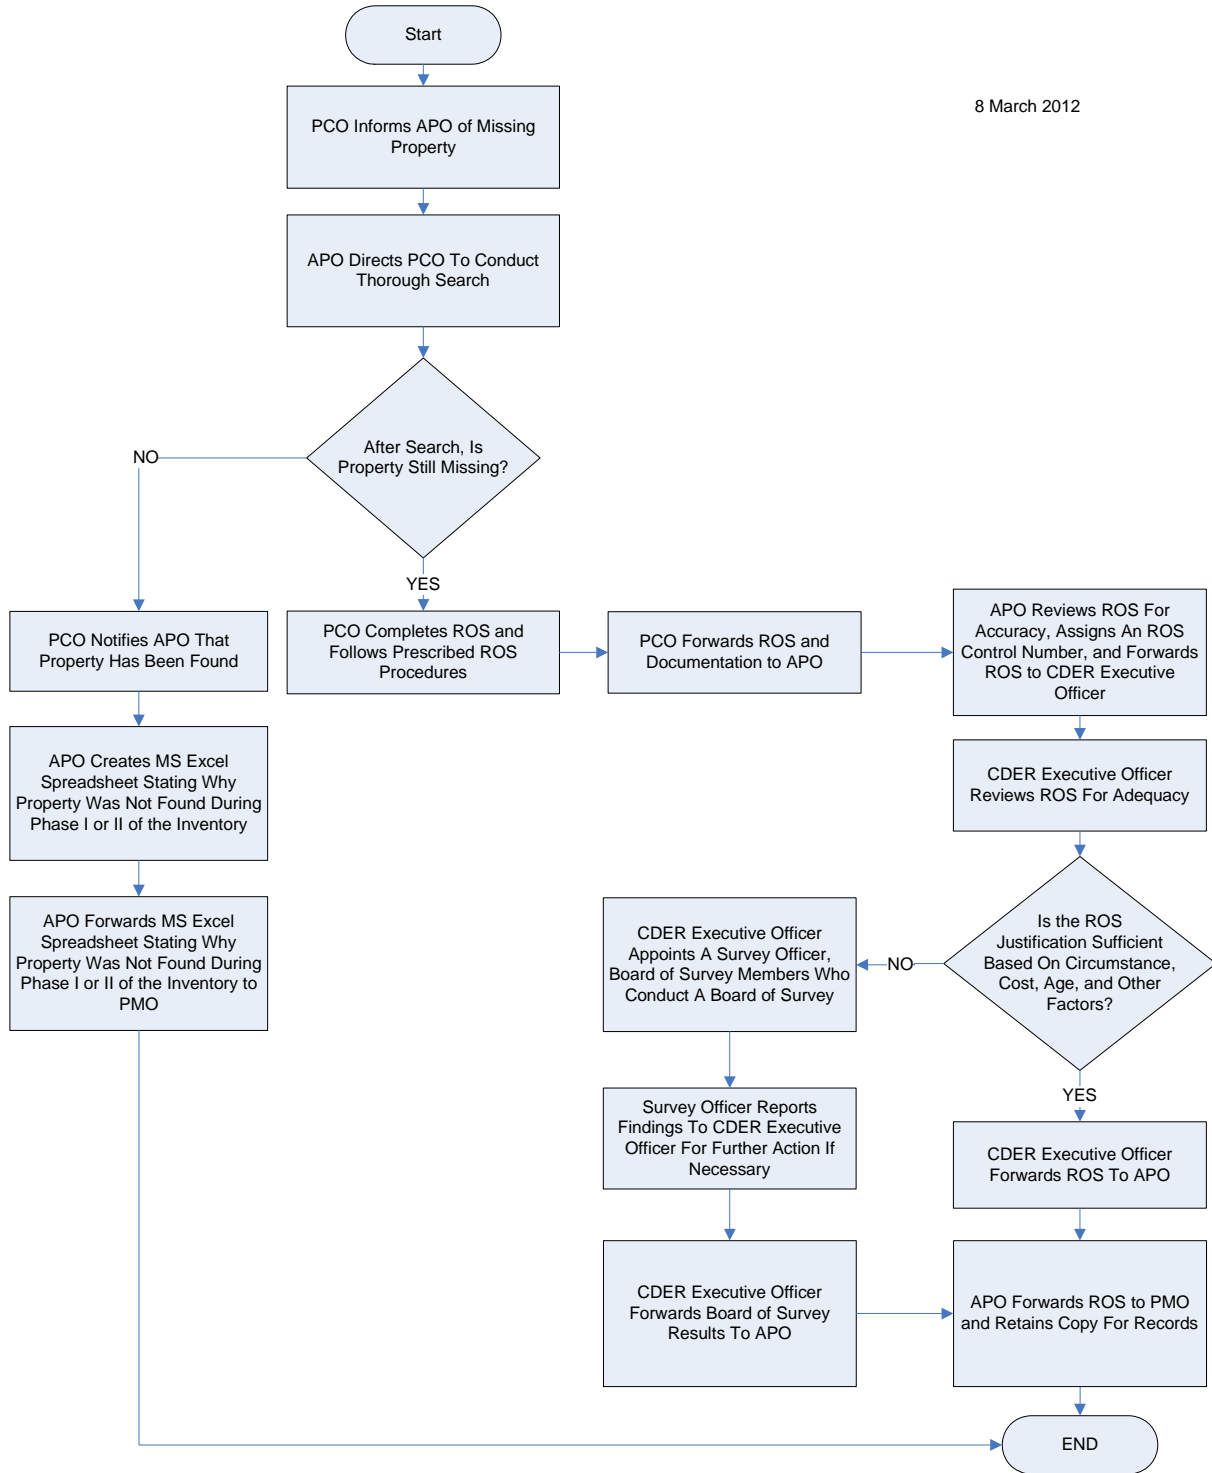 Start
8 March 2012
PCO Informs APO of Missing
Property
APO Directs PCO To Conduct
Thorough Search
After Search, Is
Property Still Missing?
NO
YES
PCO Notifies APO That
Property Has Been Found
PCO Completes ROS and
Follows Prescribed ROS
Procedures
PCO Forwards ROS and
Documentation to APO
APO Reviews ROS For
Accuracy, Assigns An ROS
Control Number, and Forwards
ROS to CDER Executive
Officer
APO Creates MS Excel
Spreadsheet Stating Why
Property Was Not Found During
Phase I or II of the Inventory
CDER Executive Officer
Reviews ROS For Adequacy
APO Forwards MS Excel
Spreadsheet Stating Why
Property Was Not Found During
Phase I or II of the Inventory to
PMO
Is the ROS
Justification Sufficient
Based On Circumstance,
Cost, Age, and Other
Factors?
NO
CDER Executive Officer
Appoints A Survey Officer,
Board of Survey Members Who
Conduct A Board of Survey
YES
Survey Officer Reports
Findings To CDER Executive
Officer For Further Action If
Necessary
CDER Executive Officer
Forwards ROS To APO
CDER Executive Officer
Forwards Board of Survey
Results To APO
APO Forwards ROS to PMO
and Retains Copy For Records
END